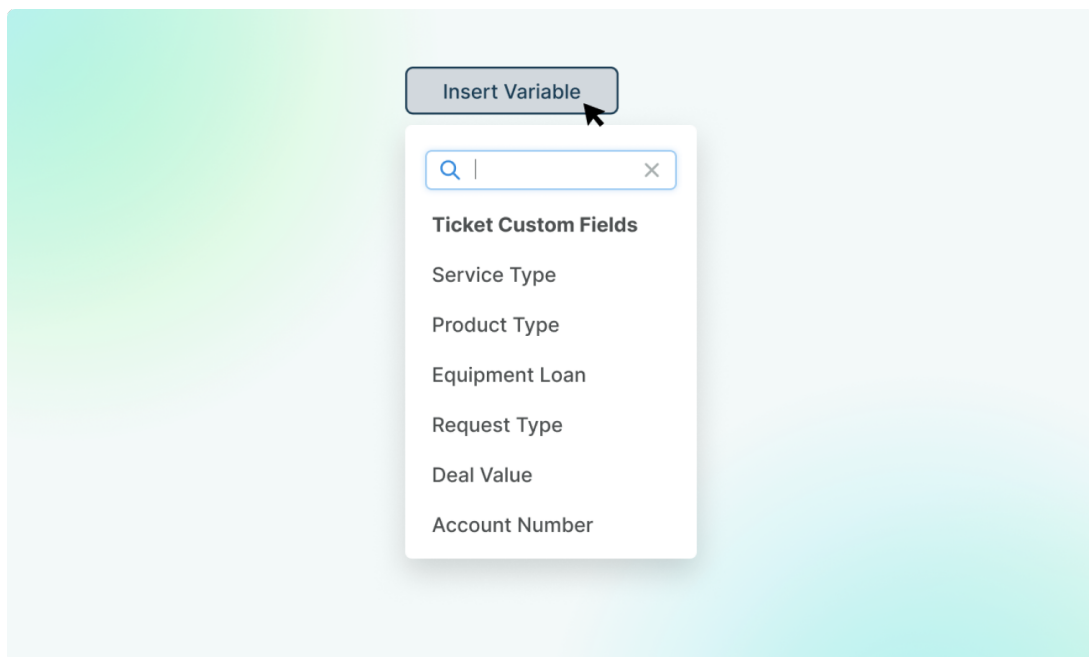 Insert Variable
Ticket Custom Fields
Service Type
Product Type
Equipment Loan
Request Type
Deal Value
Account Number